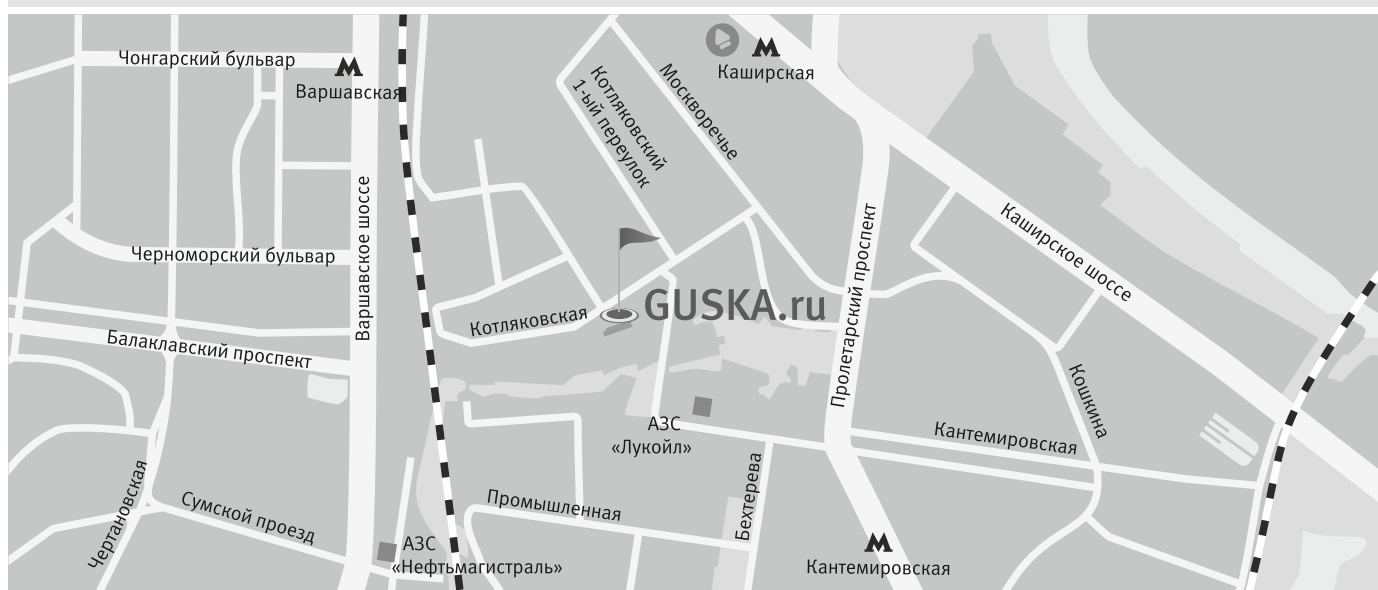 Чонгарский бульвар
Варшавская
Каширская
Котляковский
1-ый переулок
Москворечье
Варшавское шоссе
Черноморский бульвар
Каширское шоссе
Пролетарский проспект
GUSKA.ru
Котляковская
Балаклавский проспект
Кошкина
АЗС
«Лукойл»
Кантемировская
Чертановская
Сумской проезд
Промышленная
Бехтерева
АЗС
«Нефтьмагистраль»
Кантемировская